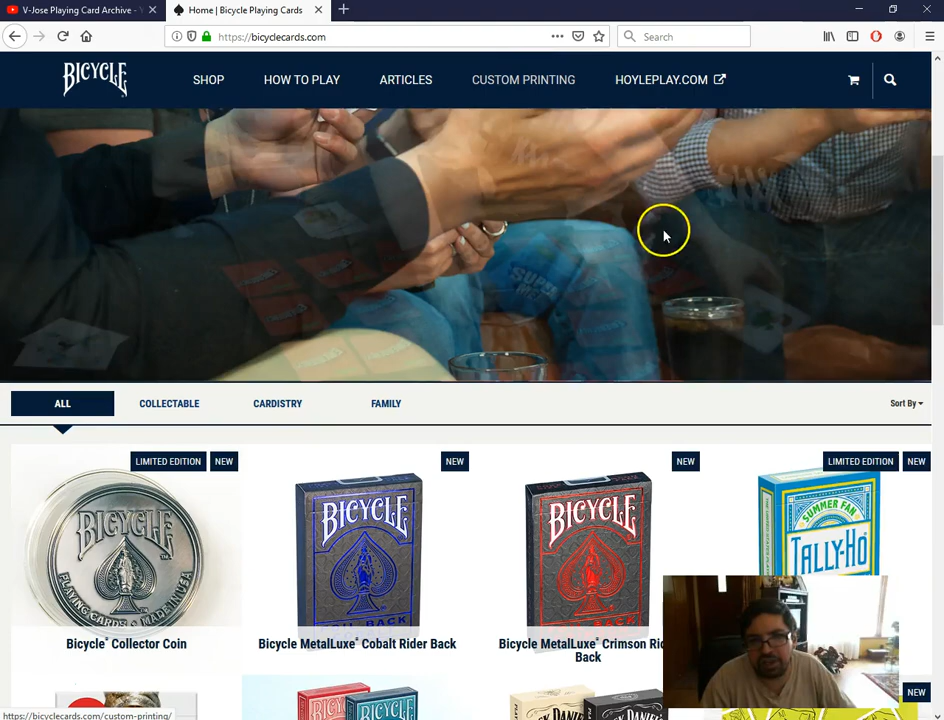 V-Jose Playing Card Archive -
Home | Bicycle Playing Cards
https://bicyclecards.com
Search
BICYCLE
SHOP
HOW TO PLAY
ARTICLES
CUSTOM PRINTING
HOYLEPLAY.COM
ALL
COLLECTABLE
CARDISTRY
FAMILY
Sort By
LIMITED EDITION
NEW
NEW
NEW
LIMITED EDITION
NEW
BICYCLE
PLAYING CARDS • MADE IN USA
BICYCLE
BICYCLE
SUMMER FAN
TALLY-HO
Bicycle® Collector Coin
Bicycle MetalLuxe® Cobalt Rider Back
Bicycle MetalLuxe® Crimson Ri
Back
NEW
https://bicyclecards.com/custom-printing/